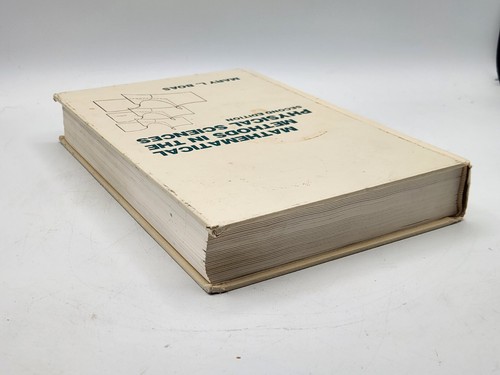 MATHEMATICAL
METHODS IN THE
PHYSICAL SCIENCES
SECOND EDITION
MARY L. BOAS